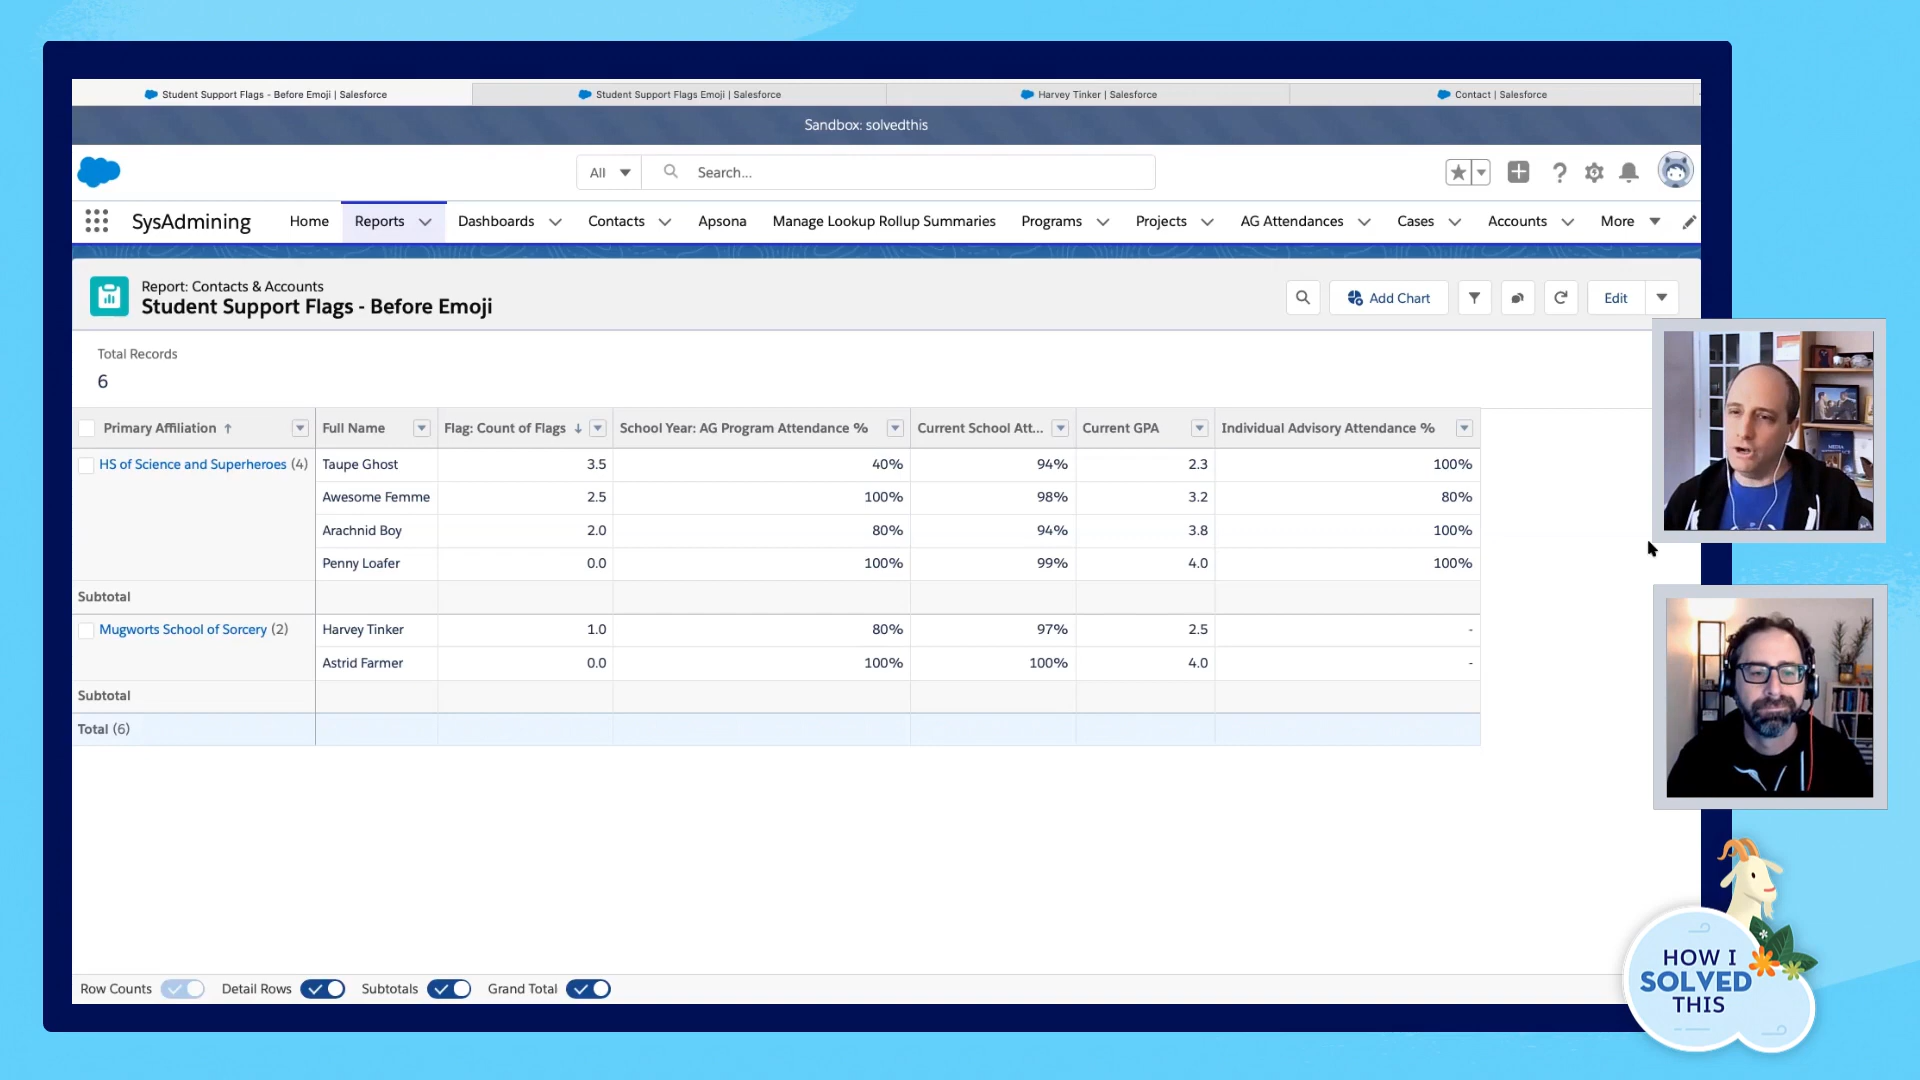 Student Support Flags - Before Emoji | Salesforce
Student Support Flags Emoji | Salesforce
Harvey Tinker | Salesforce
Contact | Salesforce
Sandbox: solvedthis
All
Search...
SysAdmining
Home
Reports
Dashboards
Contacts
Apsona
Manage Lookup Rollup Summaries
Programs
Projects
AG Attendances
Cases
Accounts
More
Report: Contacts & Accounts
Student Support Flags - Before Emoji
Add Chart
Edit
Total Records
6
Primary Affiliation ↑ Full Name Flag: Count of Flags ↓ School Year: AG Program Attendance % Current School Att... Current GPA Individual Advisory Attendance %
HS of Science and Superheroes (4) Taupe Ghost 3.5 40% 94% 2.3 100%
Awesome Femme 2.5 100% 98% 3.2 80%
Arachnid Boy 2.0 80% 94% 3.8 100%
Penny Loafer 0.0 100% 99% 4.0 100%
Subtotal
Mugworts School of Sorcery (2) Harvey Tinker 1.0 80% 97% 2.5 -
Astrid Farmer 0.0 100% 100% 4.0 -
Subtotal
Total (6)
Row Counts
Detail Rows
Subtotals
Grand Total
HOW I
SOLVED
THIS